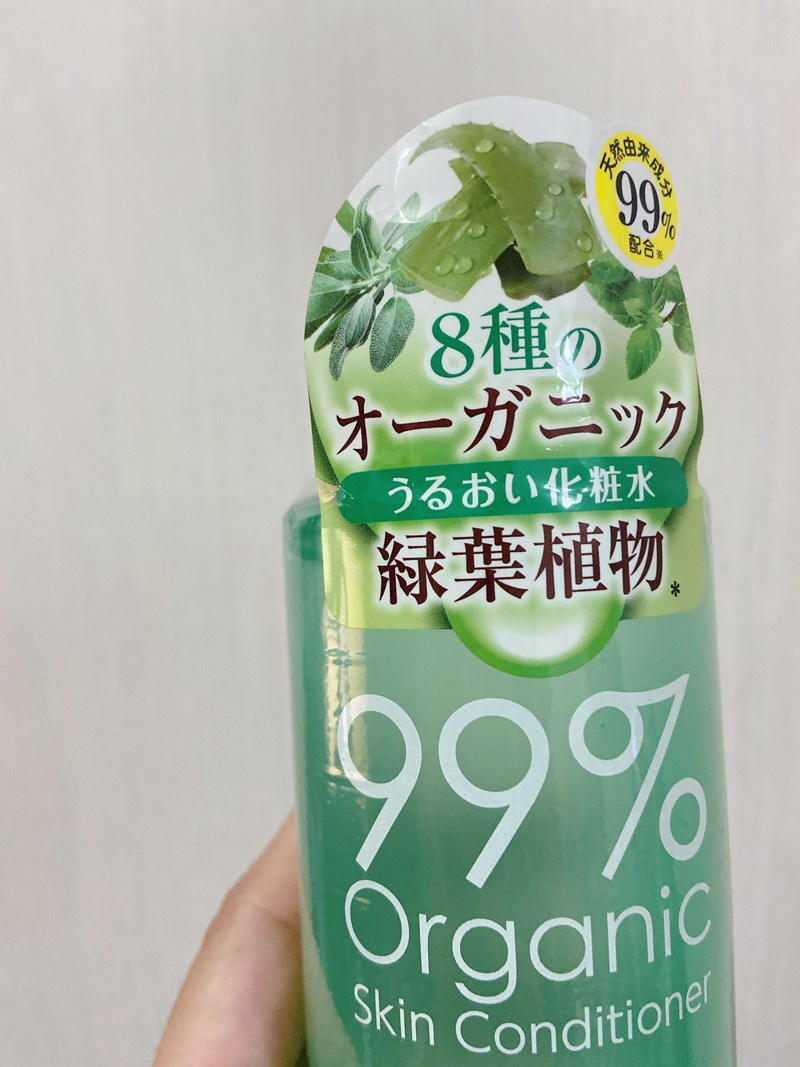 天然由来成分
99%
配合※
8種の
オーガニック
うるおい化粧水
緑葉植物*
99%
Organic
Skin Conditioner